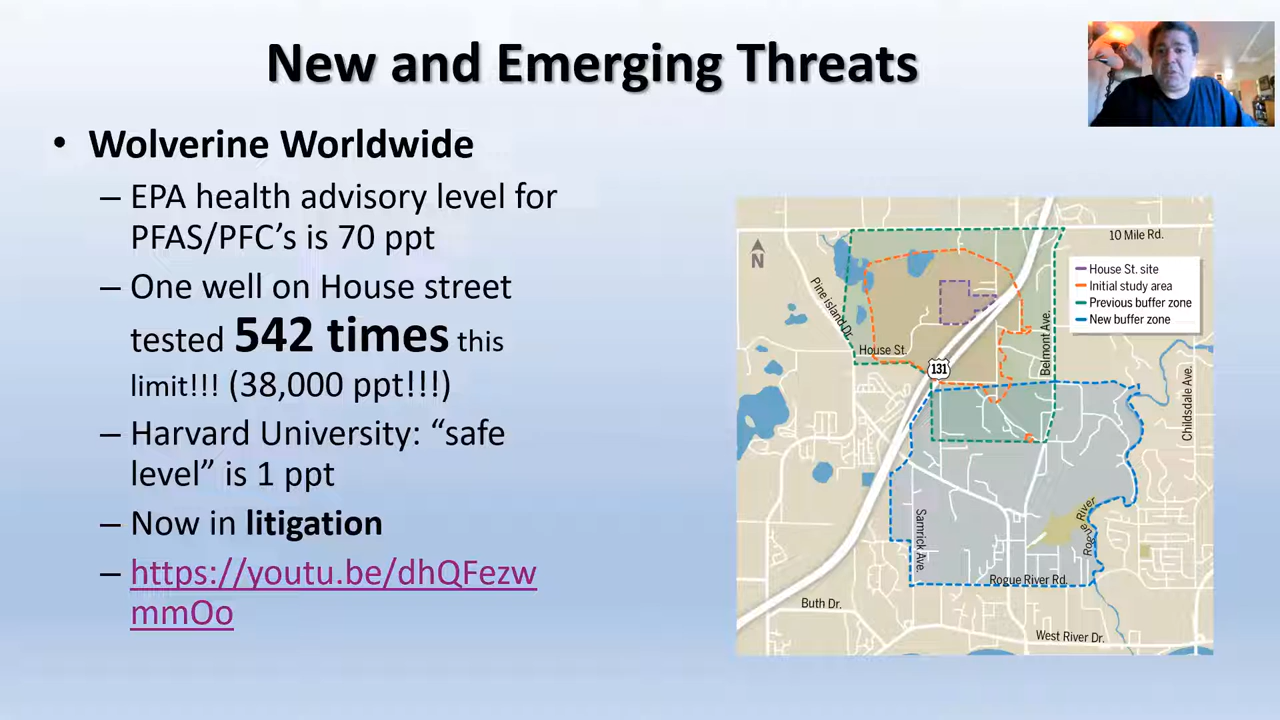 New and Emerging Threats
• Wolverine Worldwide
– EPA health advisory level for
PFAS/PFC’s is 70 ppt
– One well on House street
tested 542 times this
limit!!! (38,000 ppt!!!)
– Harvard University: “safe
level” is 1 ppt
– Now in litigation
– https://youtu.be/dhQFezw
mmOo
10 Mile Rd.
N
House St. site
Initial study area
Previous buffer zone
New buffer zone
Pine island Dr.
House St.
131
Belmont Ave.
Childsdale Ave.
Samrick Ave.
Rogue River
Rogue River Rd.
Buth Dr.
West River Dr.